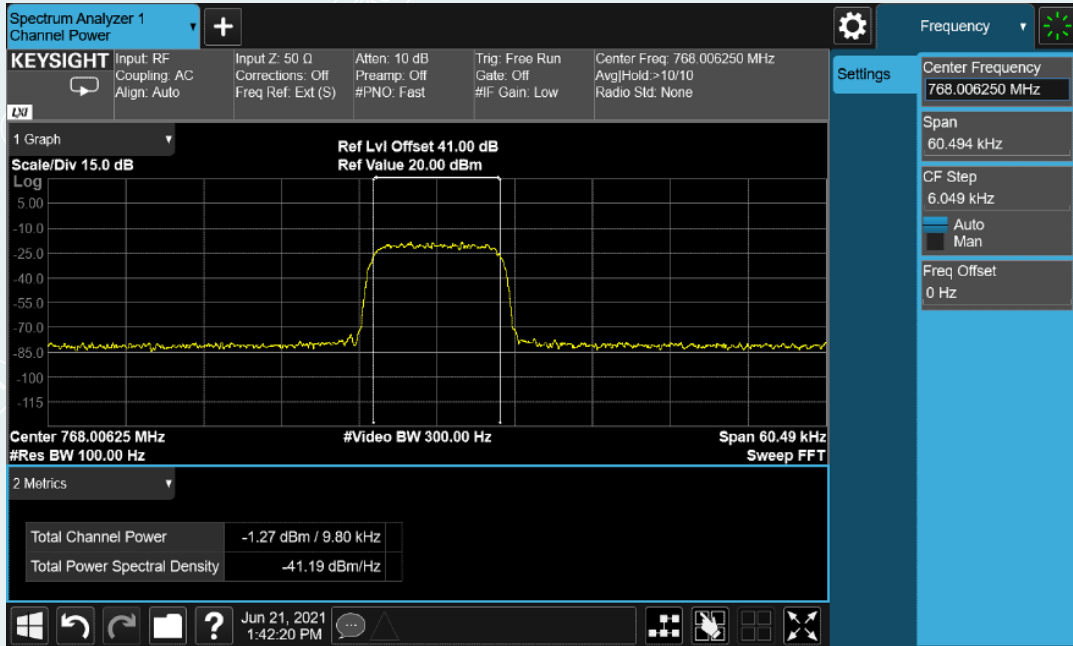 Spectrum Analyzer 1
Channel Power
Frequency
KEYSIGHT
LXI
Input: RF
Coupling: AC
Align: Auto
Input Z: 50 Ω
Corrections: Off
Freq Ref: Ext (S)
Atten: 10 dB
Preamp: Off
#PNO: Fast
Trig: Free Run
Gate: Off
#IF Gain: Low
Center Freq: 768.006250 MHz
Avg|Hold:>10/10
Radio Std: None
Settings
Center Frequency
768.006250 MHz
Span
60.494 kHz
CF Step
6.049 kHz
Auto
Man
Freq Offset
0 Hz
1 Graph
Scale/Div 15.0 dB
Ref Lvl Offset 41.00 dB
Ref Value 20.00 dBm
Log
5.00
-10.0
-25.0
-40.0
-55.0
-70.0
-85.0
-100
-115
Center 768.00625 MHz
#Video BW 300.00 Hz
Span 60.49 kHz
#Res BW 100.00 Hz
Sweep FFT
2 Metrics
Total Channel Power
-1.27 dBm / 9.80 kHz
Total Power Spectral Density
-41.19 dBm/Hz
?
Jun 21, 2021
1:42:20 PM